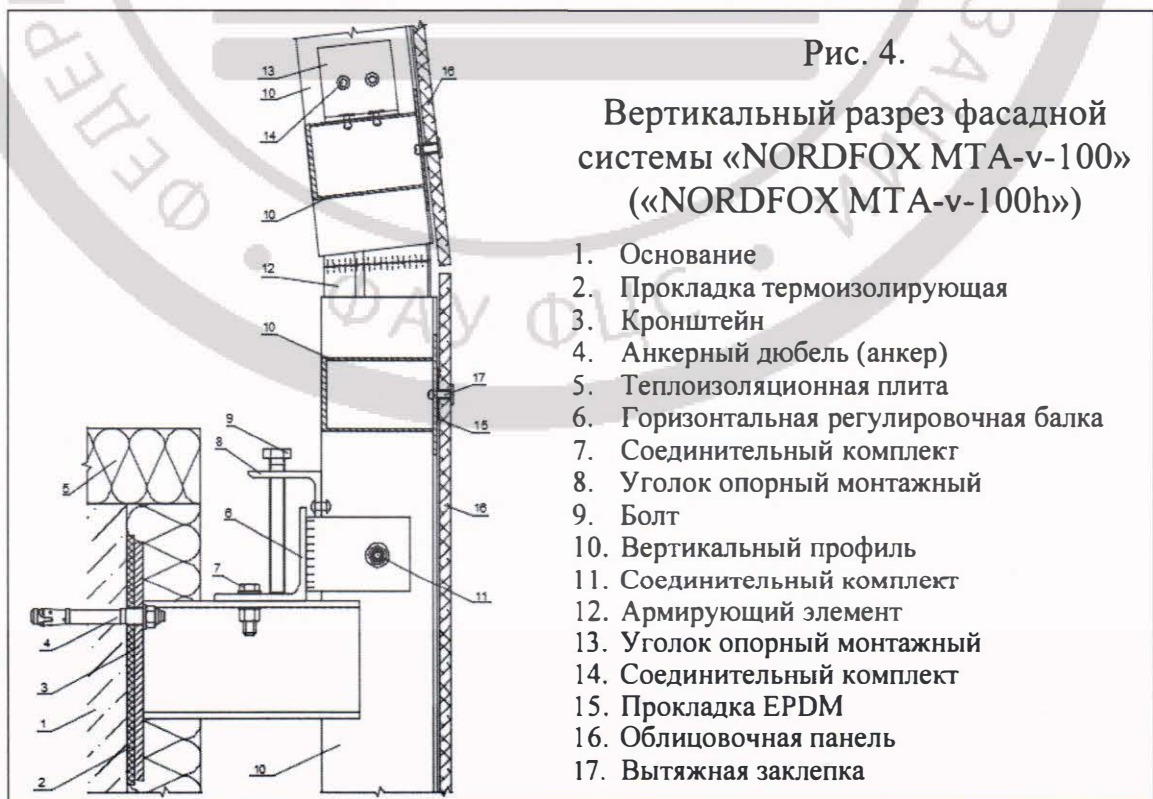 Рис. 4.
Вертикальный разрез фасадной
системы «NORDFOX MTA-v-100»
(«NORDFOX MTA-v-100h»)
1. Основание
2. Прокладка термоизолирующая
3. Кронштейн
4. Анкерный дюбель (анкер)
5. Теплоизоляционная плита
6. Горизонтальная регулировочная балка
7. Соединительный комплект
8. Уголок опорный монтажный
9. Болт
10. Вертикальный профиль
11. Соединительный комплект
12. Армирующий элемент
13. Уголок опорный монтажный
14. Соединительный комплект
15. Прокладка EPDM
16. Облицовочная панель
17. Вытяжная заклепка
13
10
14
16
10
12
10
17
15
9
8
5
6
16
7
11
4
3
1
2
10
ФАУ ФЦС